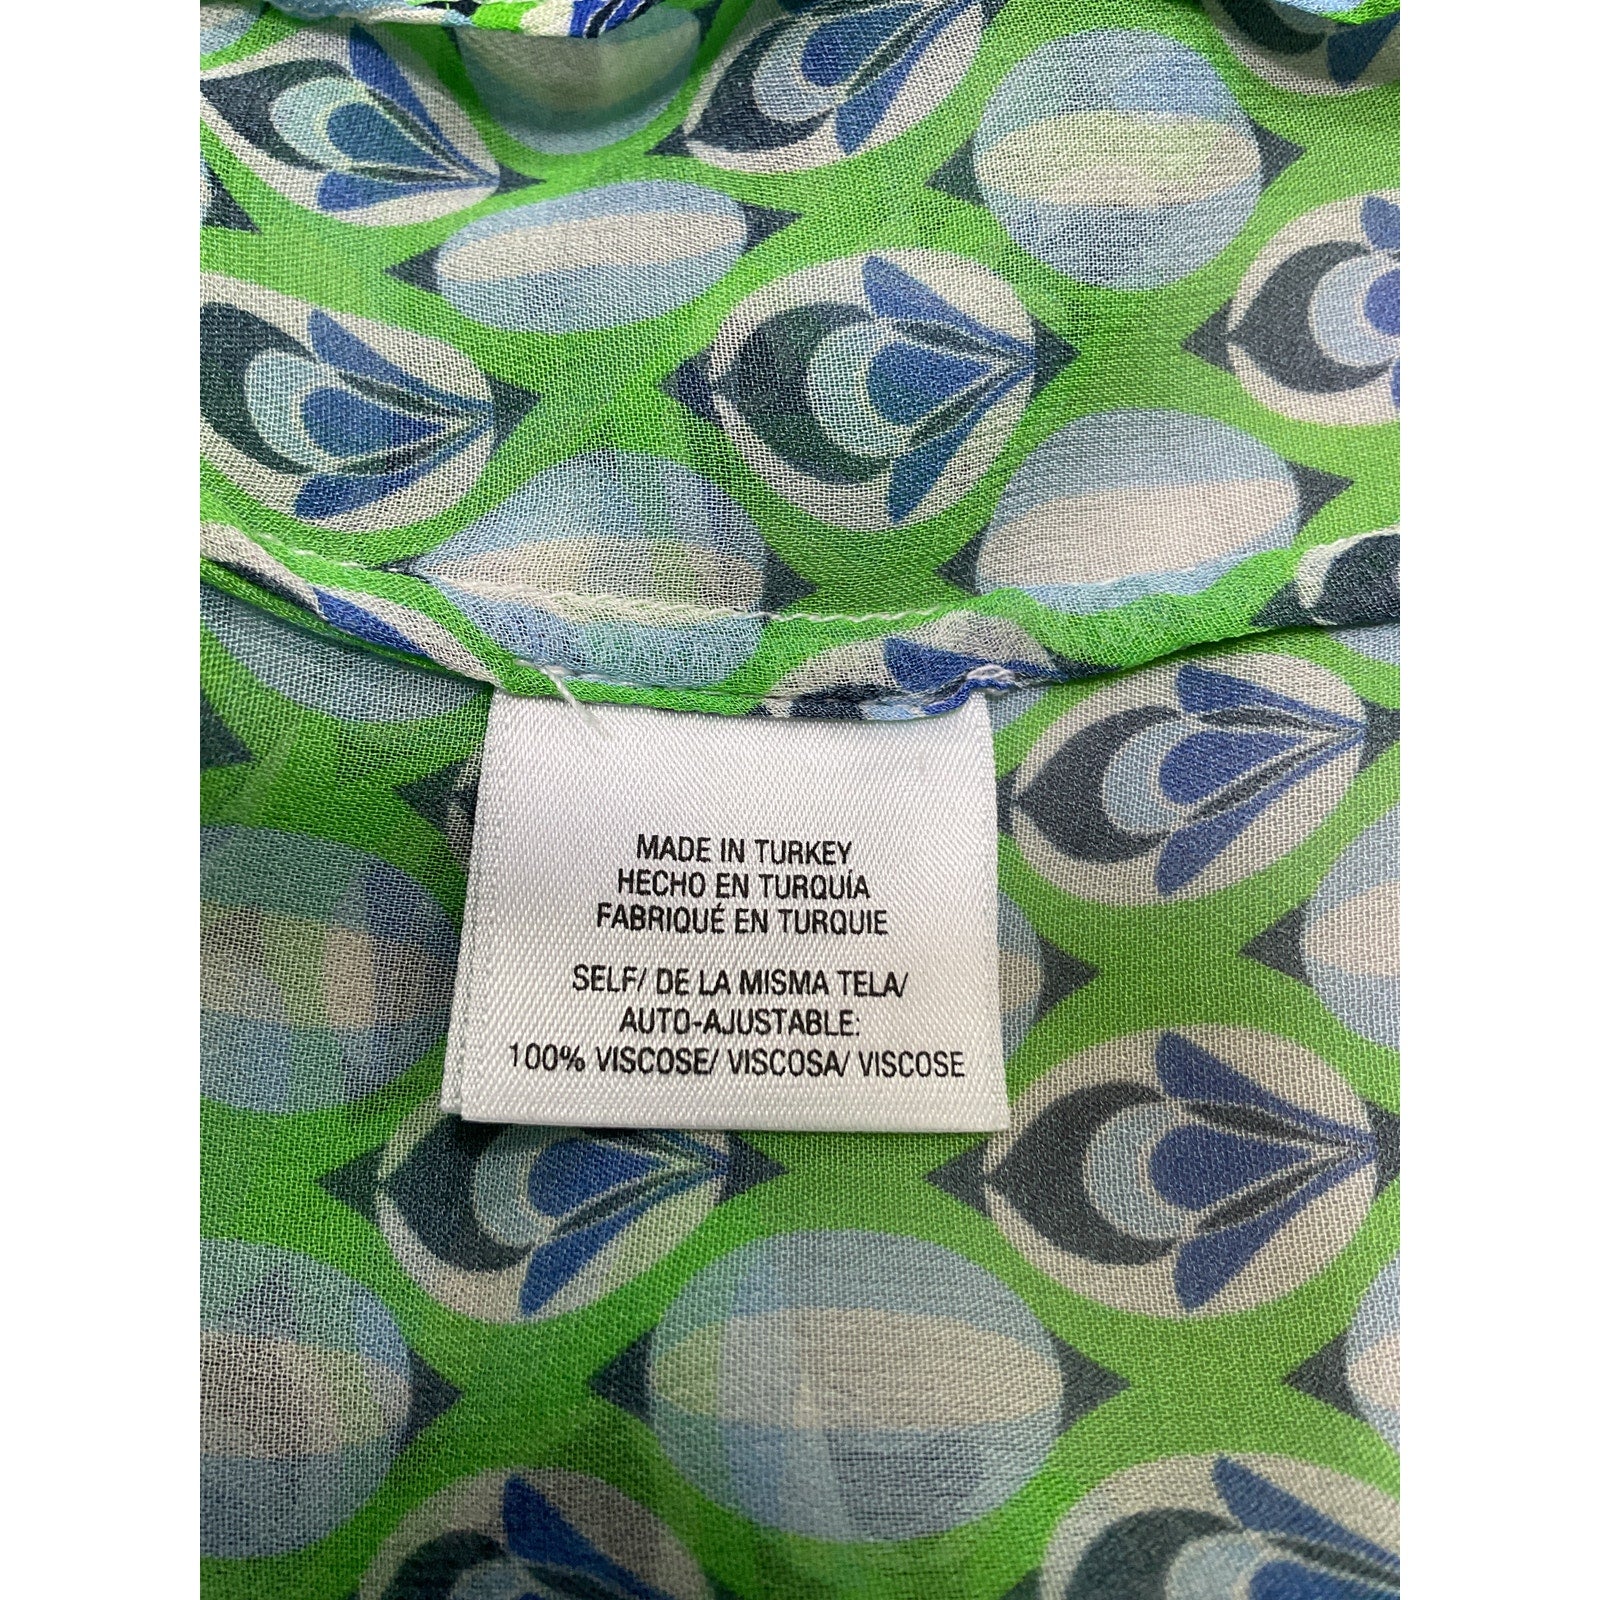 MADE IN TURKEY
HECHO EN TURQUÍA
FABRIQUÉ EN TURQUIE
SELF/ DE LA MISMA TELA/
AUTO-AJUSTABLE:
100% VISCOSE/ VISCOSA/ VISCOSE